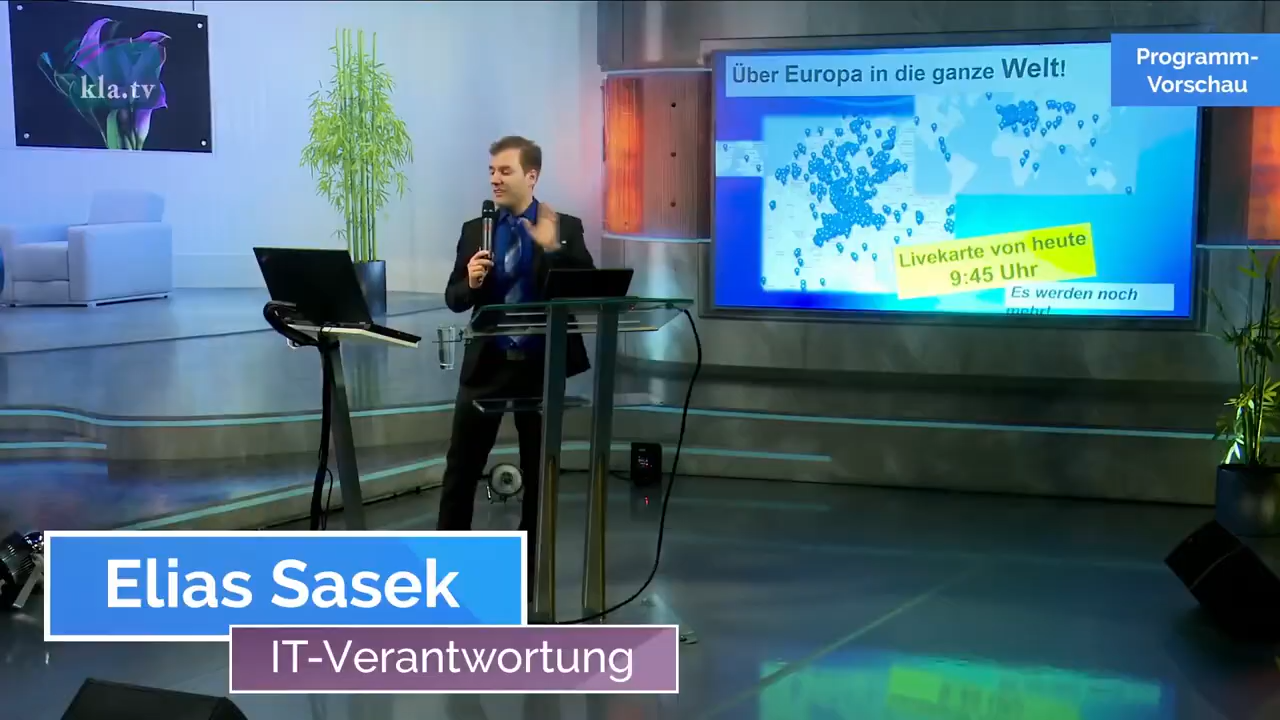 kla.tv
Über Europa in die ganze Welt!
Programm-
Vorschau
Livekarte von heute
9:45 Uhr
Es werden noch
mehr!
Elias Sasek
IT-Verantwortung